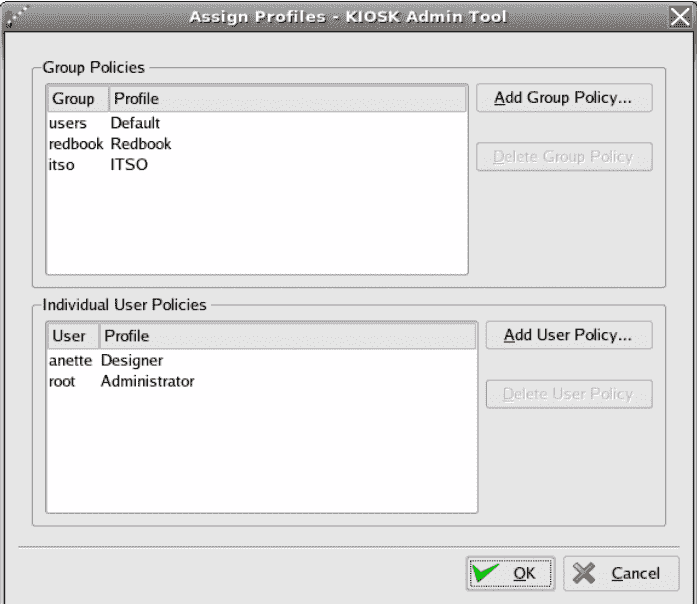 Assign Profiles - KIOSK Admin Tool
Group Policies
Group Profile
users Default
redbook Redbook
itso ITSO
Add Group Policy...
Delete Group Policy
Individual User Policies
User Profile
anette Designer
root Administrator
Add User Policy...
Delete User Policy
OK
Cancel